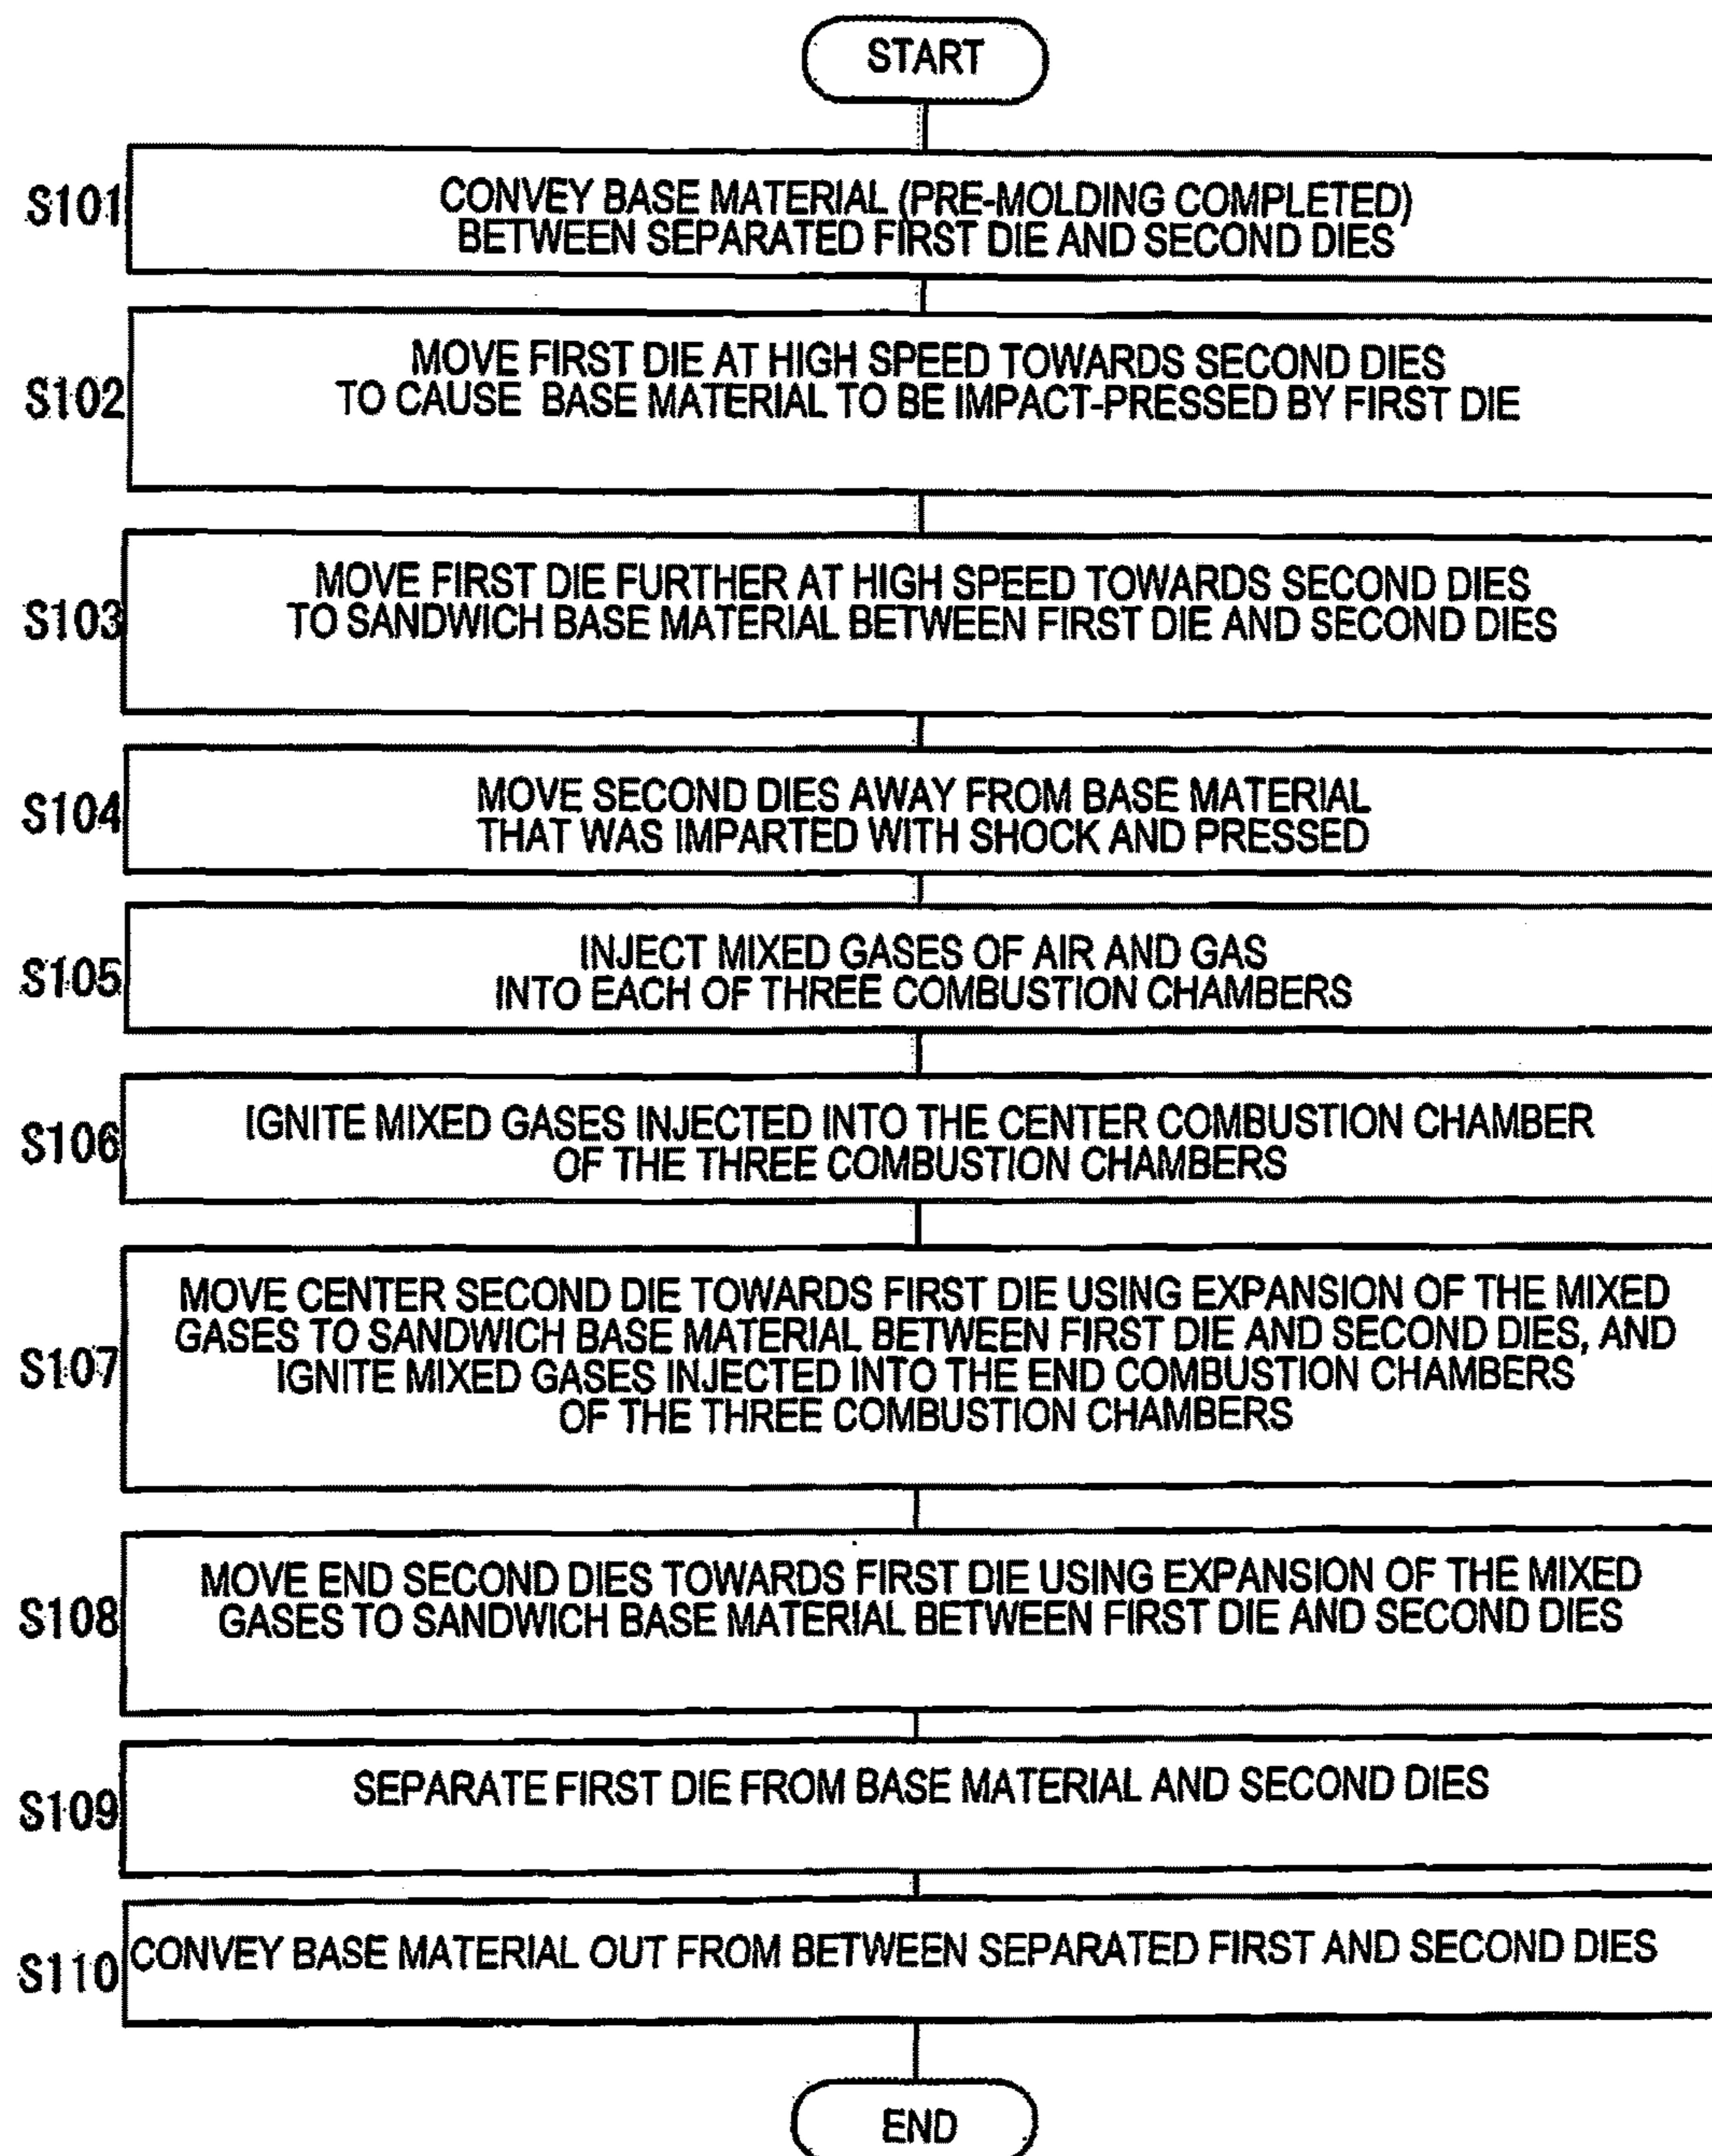 START
S101
CONVEY BASE MATERIAL (PRE-MOLDING COMPLETED)
BETWEEN SEPARATED FIRST DIE AND SECOND DIES
S102
MOVE FIRST DIE AT HIGH SPEED TOWARDS SECOND DIES
TO CAUSE BASE MATERIAL TO BE IMPACT-PRESSED BY FIRST DIE
S103
MOVE FIRST DIE FURTHER AT HIGH SPEED TOWARDS SECOND DIES
TO SANDWICH BASE MATERIAL BETWEEN FIRST DIE AND SECOND DIES
S104
MOVE SECOND DIES AWAY FROM BASE MATERIAL
THAT WAS IMPARTED WITH SHOCK AND PRESSED
S105
INJECT MIXED GASES OF AIR AND GAS
INTO EACH OF THREE COMBUSTION CHAMBERS
S106
IGNITE MIXED GASES INJECTED INTO THE CENTER COMBUSTION CHAMBER
OF THE THREE COMBUSTION CHAMBERS
S107
MOVE CENTER SECOND DIE TOWARDS FIRST DIE USING EXPANSION OF THE MIXED
GASES TO SANDWICH BASE MATERIAL BETWEEN FIRST DIE AND SECOND DIES, AND
IGNITE MIXED GASES INJECTED INTO THE END COMBUSTION CHAMBERS
OF THE THREE COMBUSTION CHAMBERS
S108
MOVE END SECOND DIES TOWARDS FIRST DIE USING EXPANSION OF THE MIXED
GASES TO SANDWICH BASE MATERIAL BETWEEN FIRST DIE AND SECOND DIES
S109
SEPARATE FIRST DIE FROM BASE MATERIAL AND SECOND DIES
S110
CONVEY BASE MATERIAL OUT FROM BETWEEN SEPARATED FIRST AND SECOND DIES
END